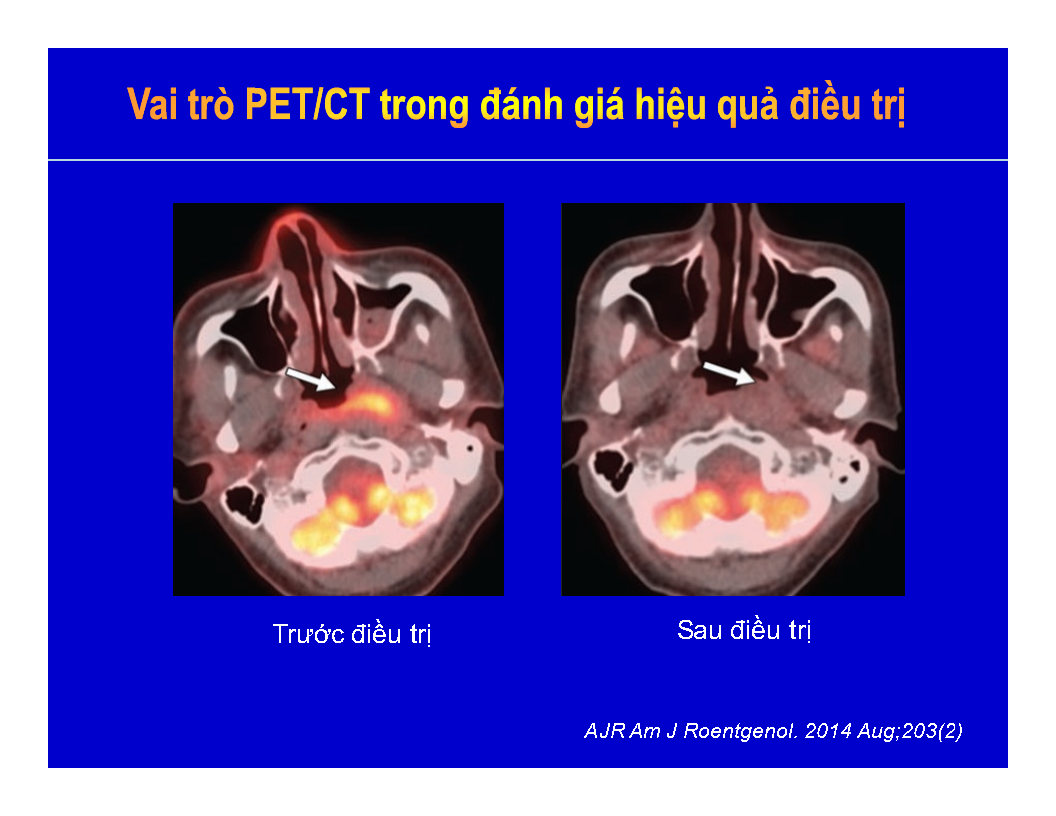 Vai trò PET/CT trong đánh giá hiệu quả điều trị
Trước điều trị
Sau điều trị
AJR Am J Roentgenol. 2014 Aug;203(2)